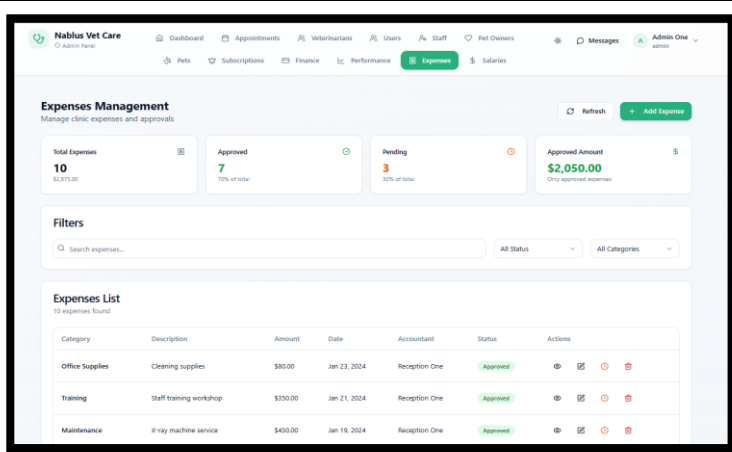 Nablus Vet Care
Admin Panel
Dashboard Appointments Veterinarians Users Staff Pet Owners
Messages
A
Admin One
admin
Pets Subscriptions Finance Performance Expenses Salaries
Expenses Management
Manage clinic expenses and approvals
Refresh
+ Add Expense
Total Expenses
10
$2,875.00
Approved
7
70% of total
Pending
3
30% of total
Approved Amount $
$2,050.00
Only approved expenses
Filters
Search expenses...
All Status
All Categories
Expenses List
10 expenses found
Category Description Amount Date Accountant Status Actions
Office Supplies Cleaning supplies $80.00 Jan 23, 2024 Reception One Approved
Training Staff training workshop $350.00 Jan 21, 2024 Reception One Approved
Maintenance X-ray machine service $450.00 Jan 19, 2024 Reception One Approved